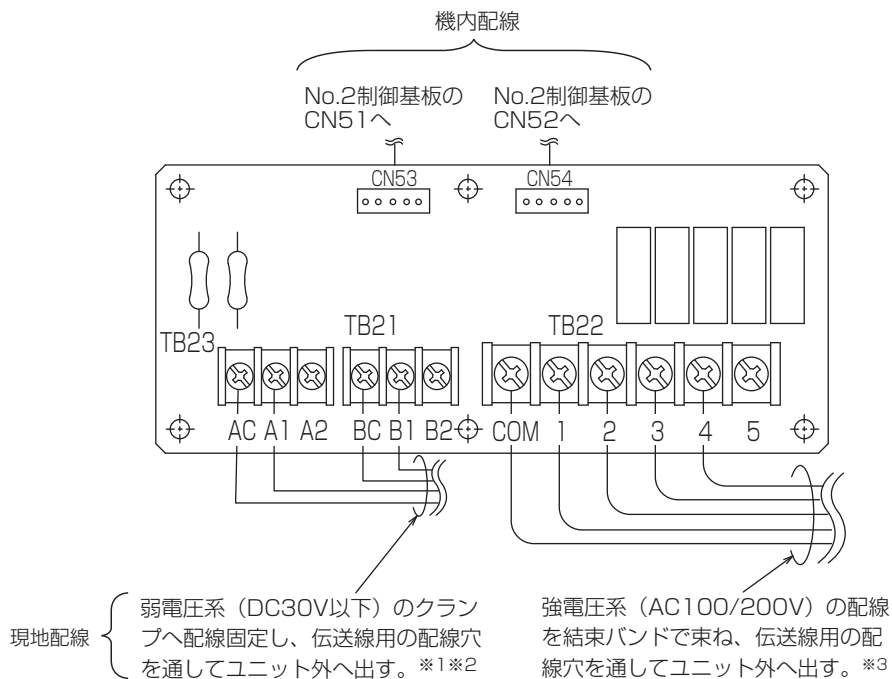 機内配線
No.2制御基板の
CN51へ
No.2制御基板の
CN52へ
CN53
CN54
TB23
TB21
TB22
AC A1 A2
BC B1 B2
COM 1 2 3 4 5
現地配線
弱電圧系（DC30V以下）のクラン
プへ配線固定し、伝送線用の配線穴
を通してユニット外へ出す。※1※2
強電圧系（AC100/200V）の配線
を結束バンドで束ね、伝送線用の配
線穴を通してユニット外へ出す。※3